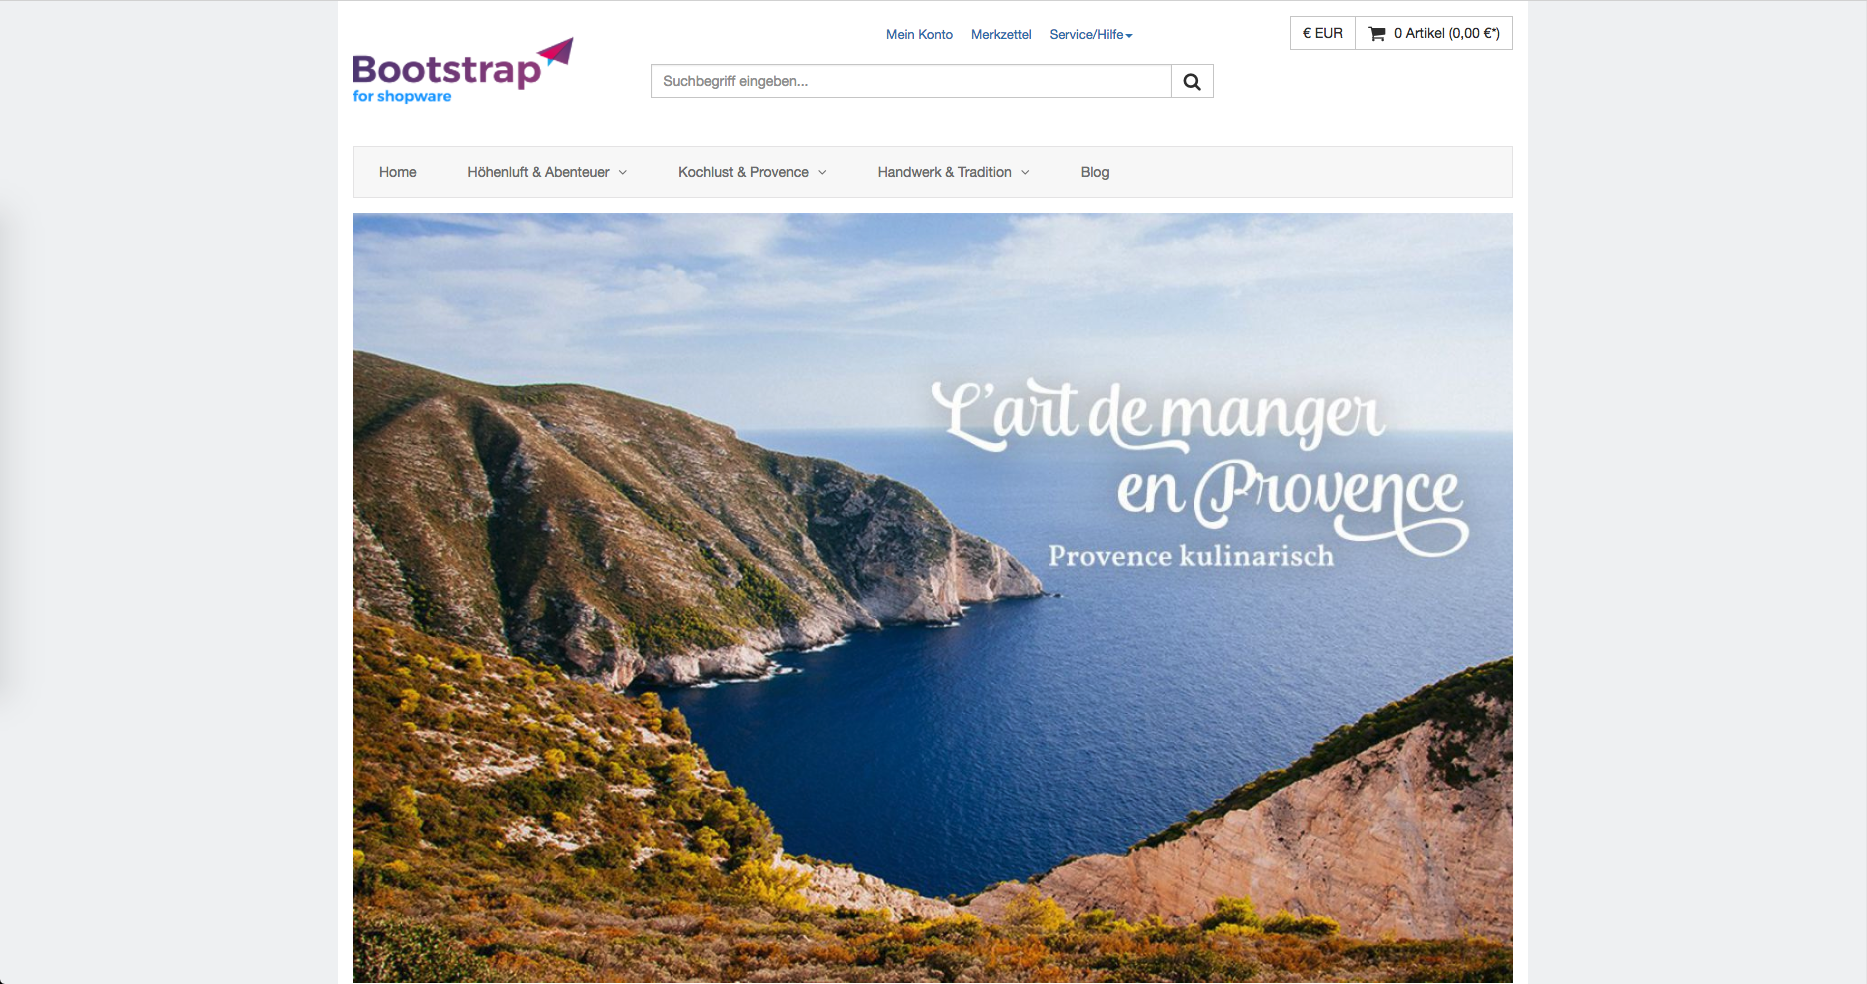 Mein Konto Merkzettel Service/Hilfe
€ EUR 0 Artikel (0,00 €*)
Bootstrap
for shopware
Suchbegriff eingeben...
Home Höhenluft & Abenteuer Kochlust & Provence Handwerk & Tradition Blog
L'art de manger
en Provence
Provence kulinarisch